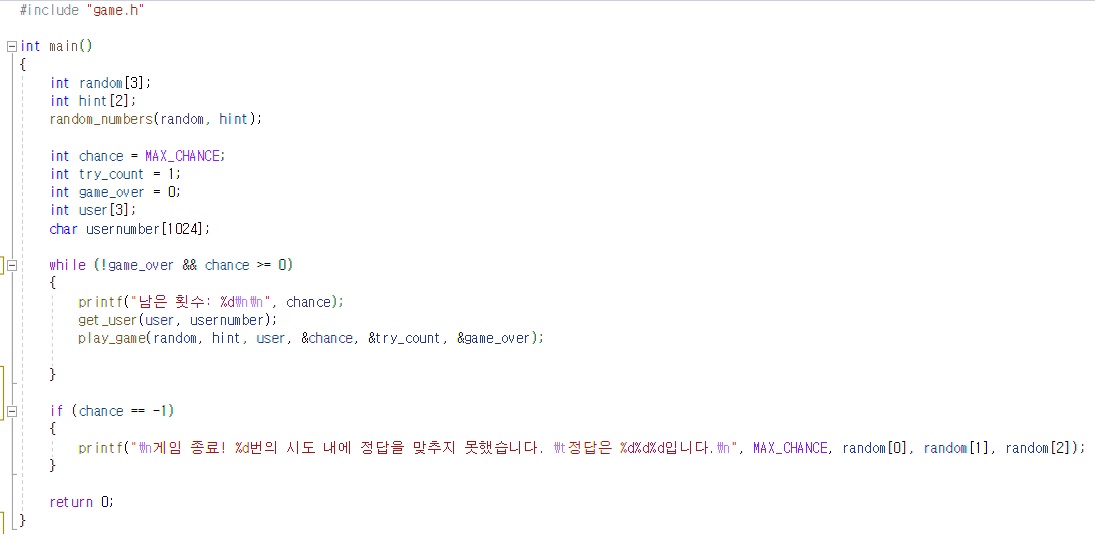 #include "game.h"
int main()
{
int random[3];
int hint[2];
random_numbers(random, hint);
int chance = MAX_CHANCE;
int try_count = 1;
int game_over = 0;
int user[3];
char usernumber[1024];
while (!game_over && chance >= 0)
{
printf("남은 횟수: %d₩n₩n", chance);
get_user(user, usernumber);
play_game(random, hint, user, &chance, &try_count, &game_over);
}
if (chance == -1)
{
printf("₩n게임 종료! %d번의 시도 내에 정답을 맞추지 못했습니다. ₩t정답은 %d%d%d입니다.₩n", MAX_CHANCE, random[0], random[1], random[2]);
}
return 0;
}